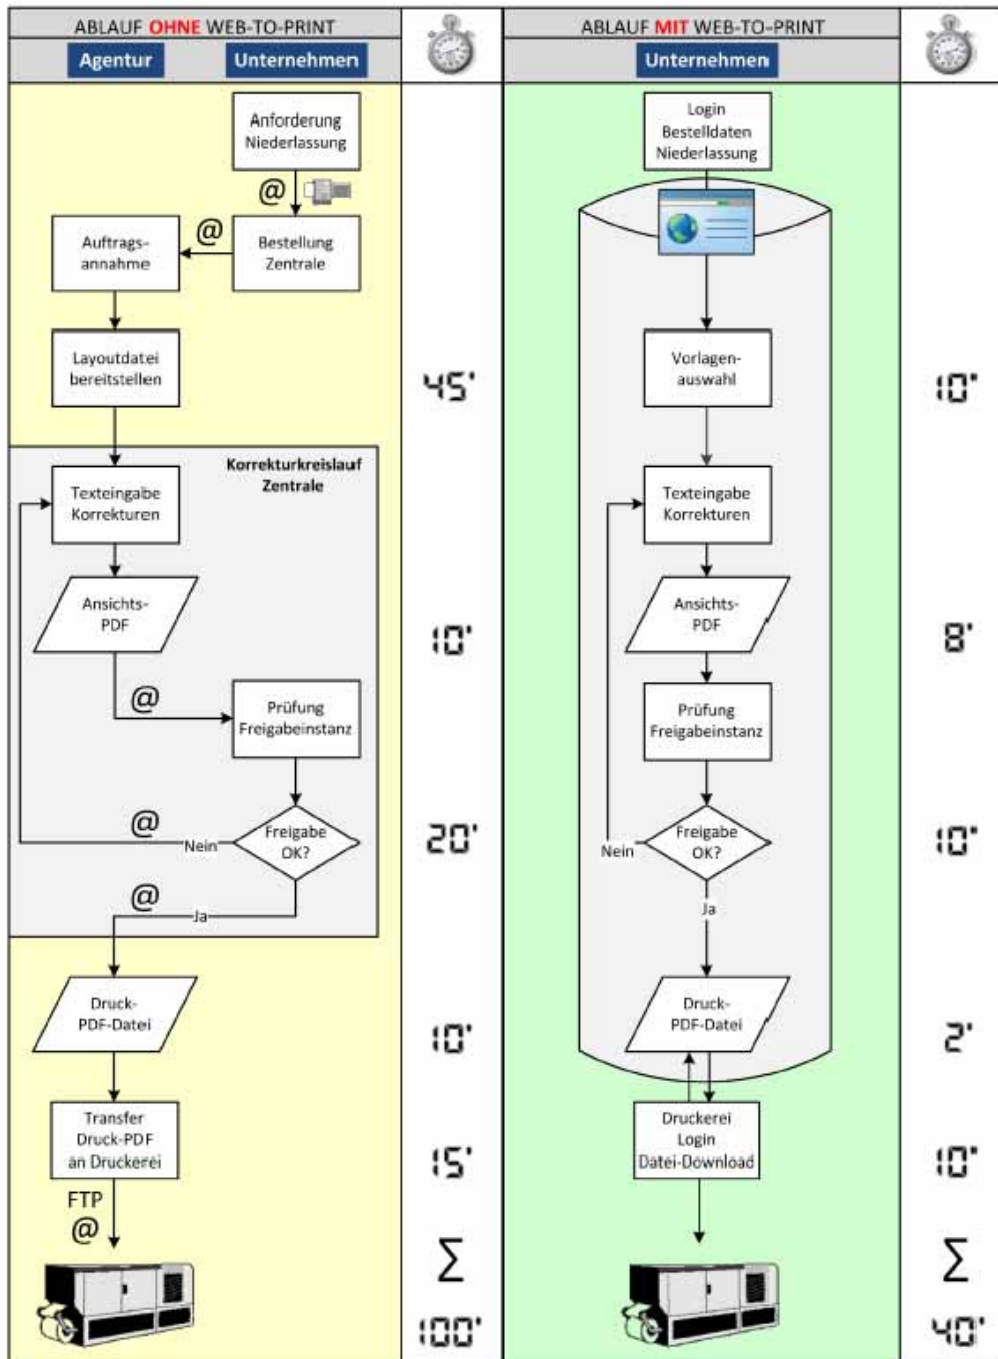 ABLAUF OHNE WEB-TO-PRINT
Agentur
Unternehmen
Anforderung
Niederlassung
@
@
Auftrags-
annahme
Bestellung
Zentrale
Layoutdatei
bereitstellen
45'
Korrekturkreislauf
Zentrale
Texteingabe
Korrekturen
Ansichts-
PDF
10'
@
Prüfung
Freigabeinstanz
@
Nein
Freigabe
OK?
20'
@
Ja
Druck-
PDF-Datei
10'
Transfer
Druck-PDF
an Druckerei
15'
FTP
@
Σ
100'
ABLAUF MIT WEB-TO-PRINT
Unternehmen
Login
Bestelldaten
Niederlassung
Vorlagen-
auswahl
10'
Texteingabe
Korrekturen
Ansichts-
PDF
8'
Prüfung
Freigabeinstanz
Freigabe
OK?
Nein
10'
Ja
Druck-
PDF-Datei
2'
Druckerei
Login
Datei-Download
10'
Σ
40'